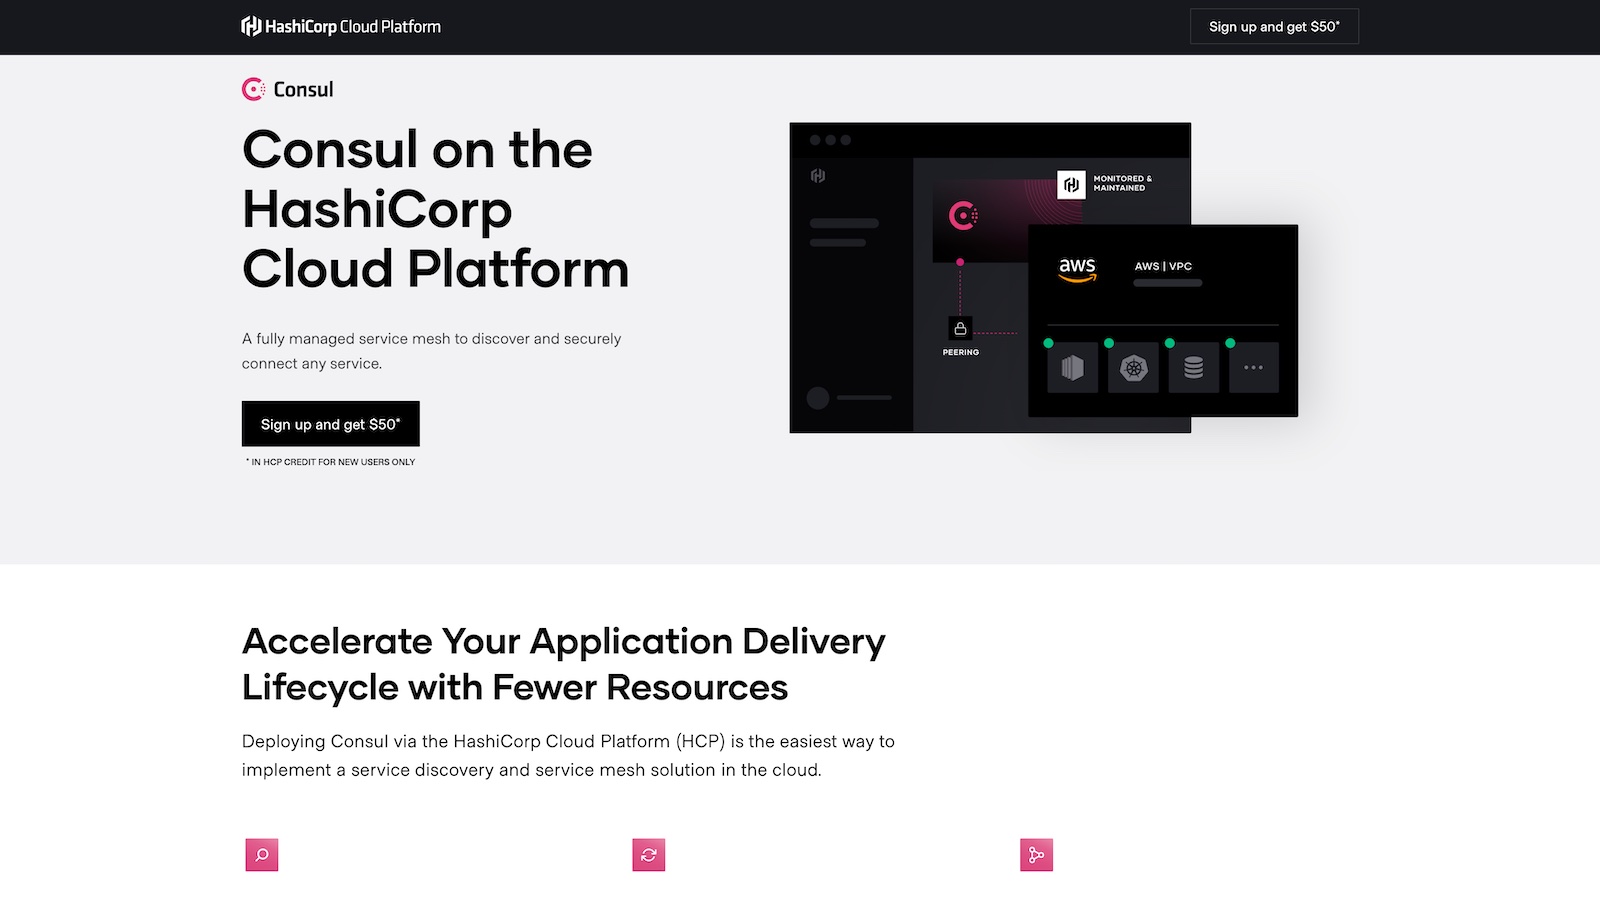 HashiCorp Cloud Platform
Sign up and get $50*
Consul
Consul on the
HashiCorp
Cloud Platform
A fully managed service mesh to discover and securely
connect any service.
Sign up and get $50*
* IN HCP CREDIT FOR NEW USERS ONLY
MONITORED &
MAINTAINED
aws
AWS | VPC
PEERING
Accelerate Your Application Delivery
Lifecycle with Fewer Resources
Deploying Consul via the HashiCorp Cloud Platform (HCP) is the easiest way to
implement a service discovery and service mesh solution in the cloud.